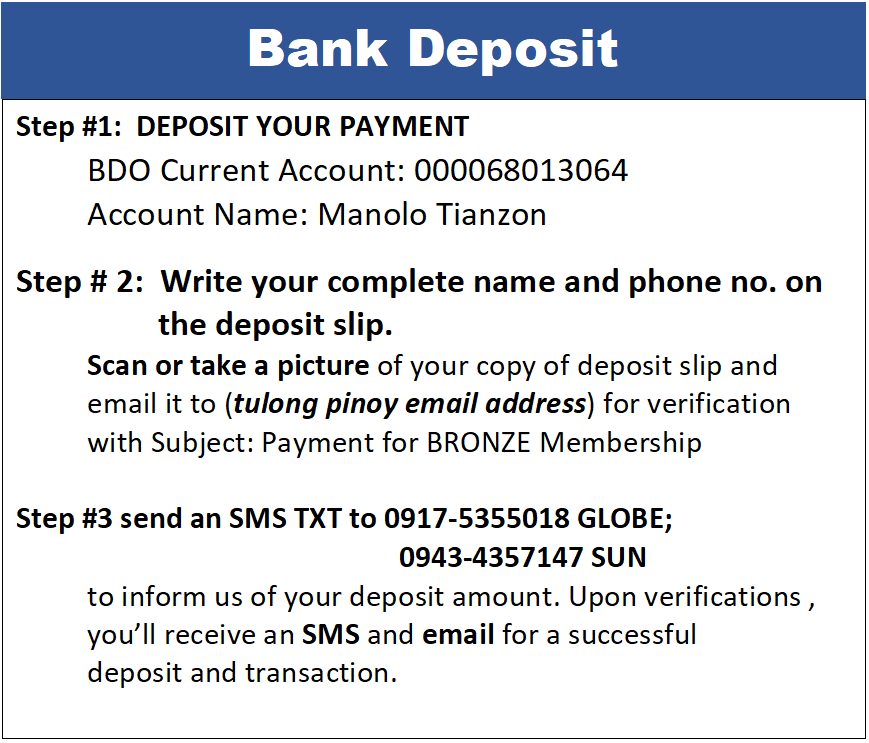 Bank Deposit
Step #1:  DEPOSIT YOUR PAYMENT
BDO Current Account: 000068013064
Account Name: Manolo Tianzon
Step # 2:  Write your complete name and phone no. on
the deposit slip.
Scan or take a picture of your copy of deposit slip and
email it to (tulong pinoy email address) for verification
with Subject: Payment for BRONZE Membership
Step #3 send an SMS TXT to 0917-5355018 GLOBE;
0943-4357147 SUN
to inform us of your deposit amount. Upon verifications ,
you’ll receive an SMS and email for a successful
deposit and transaction.